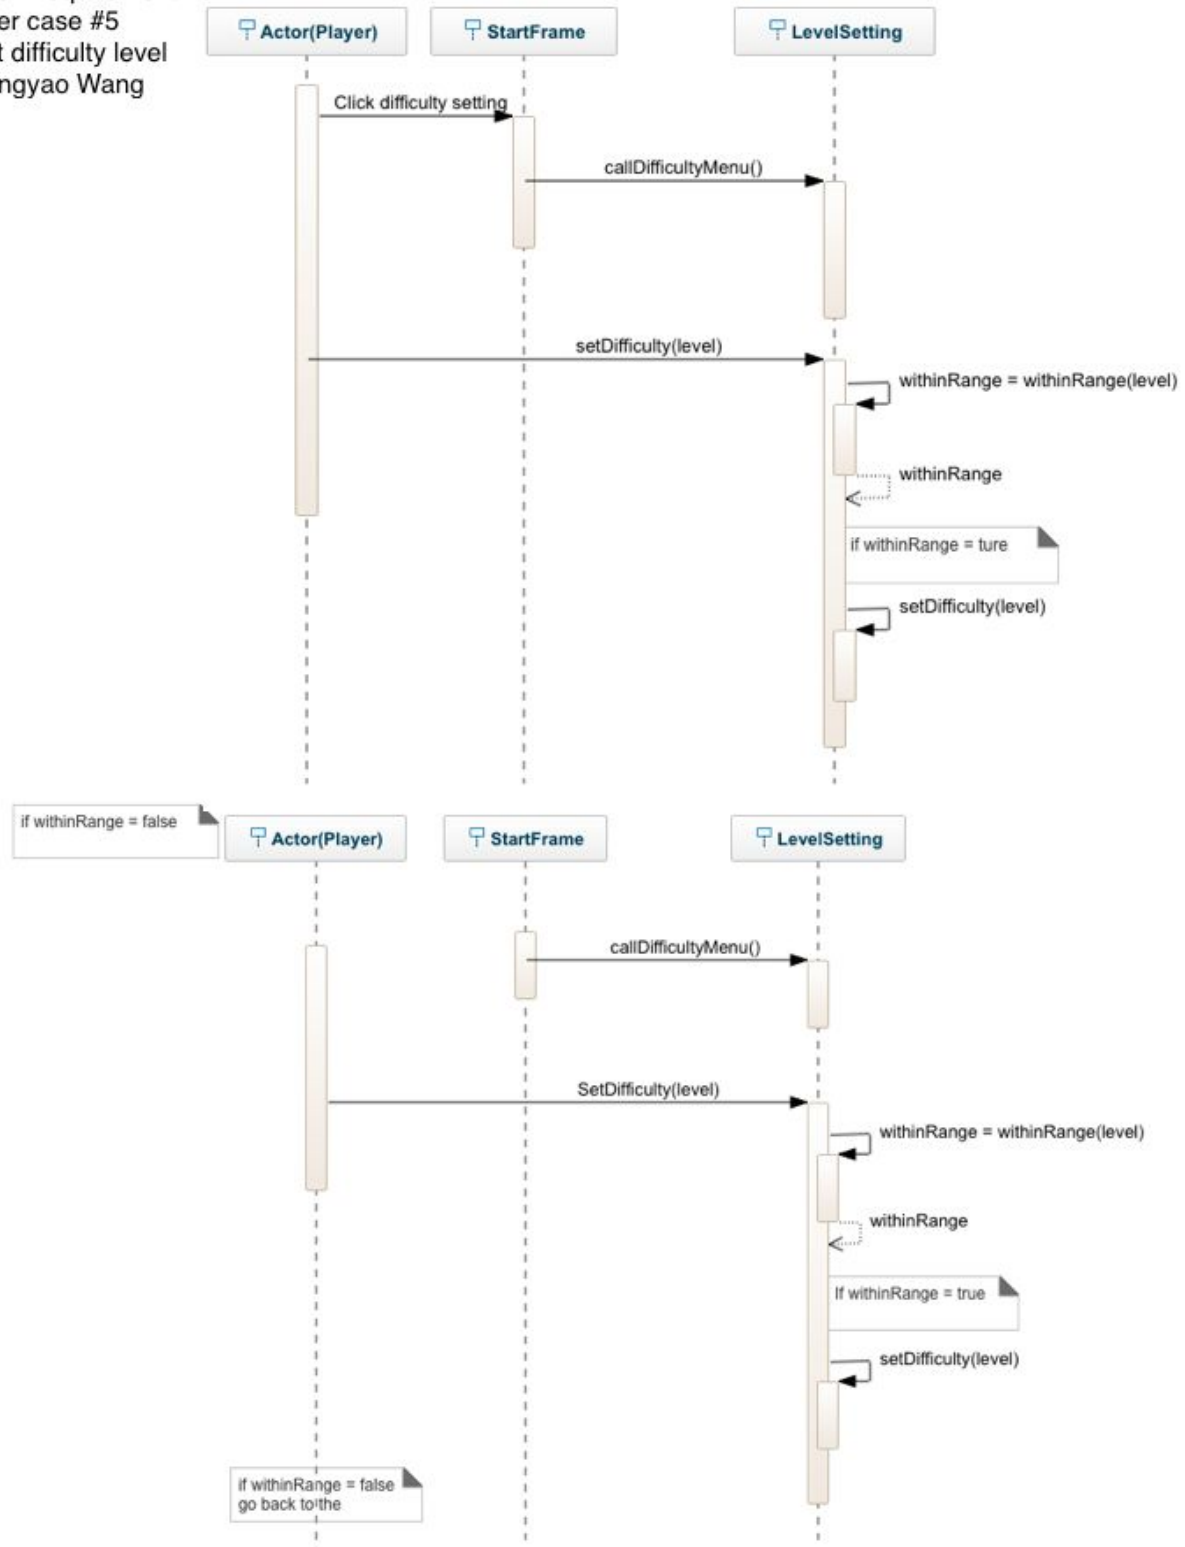 er case #5
t difficulty level
ngyao Wang
Actor(Player)
StartFrame
LevelSetting
Click difficulty setting
callDifficultyMenu()
setDifficulty(level)
withinRange = withinRange(level)
withinRange
if withinRange = ture
setDifficulty(level)
if withinRange = false
Actor(Player)
StartFrame
LevelSetting
callDifficultyMenu()
SetDifficulty(level)
withinRange = withinRange(level)
withinRange
If withinRange = true
setDifficulty(level)
if withinRange = false
go back to the